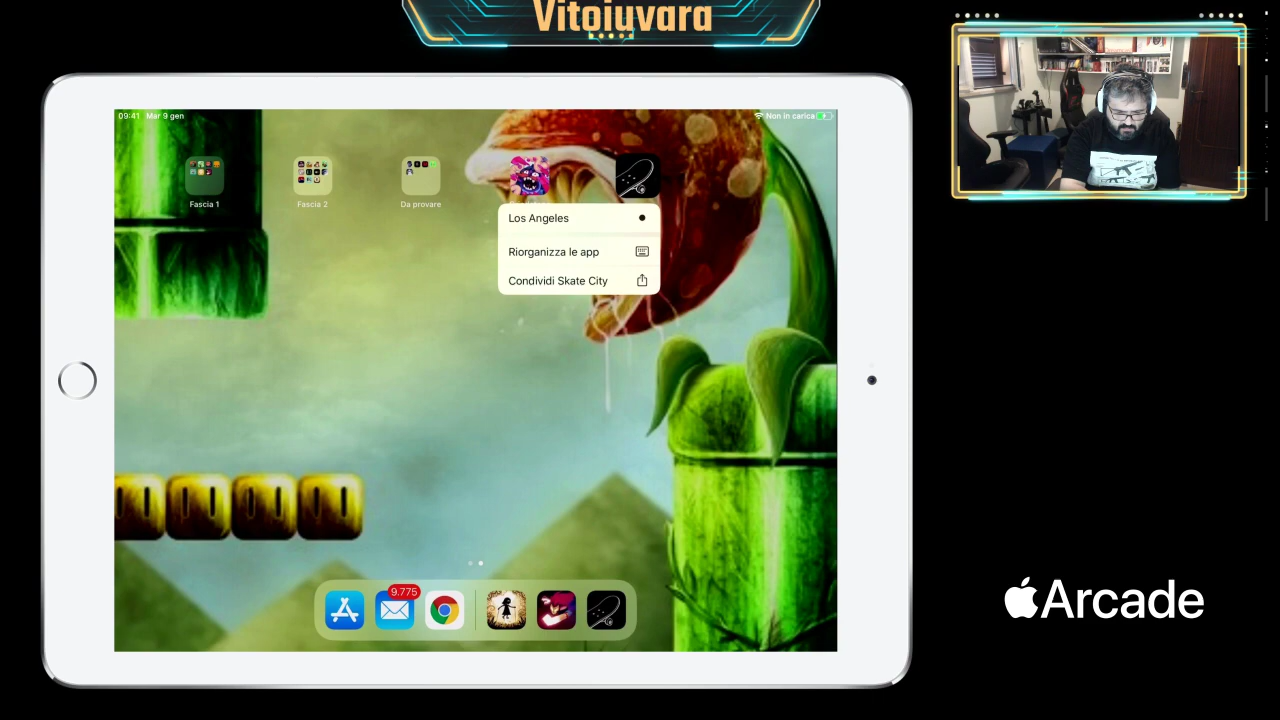 Vitoiuvara
09:41 Mar 9 gen
Non in carica
Fascia 1
Fascia 2
Da provare
Los Angeles
Riorganizza le app
Condividi Skate City
9.775
Arcade